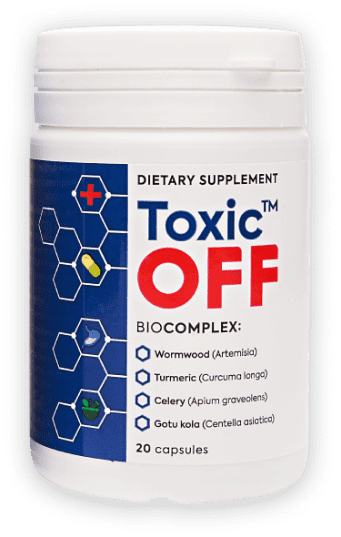 DIETARY SUPPLEMENT
Toxic™
OFF
BIOCOMPLEX:
Wormwood (Artemisia)
Turmeric (Curcuma longa)
Celery (Apium graveolens)
Gotu kola (Centella asiatica)
20 capsules